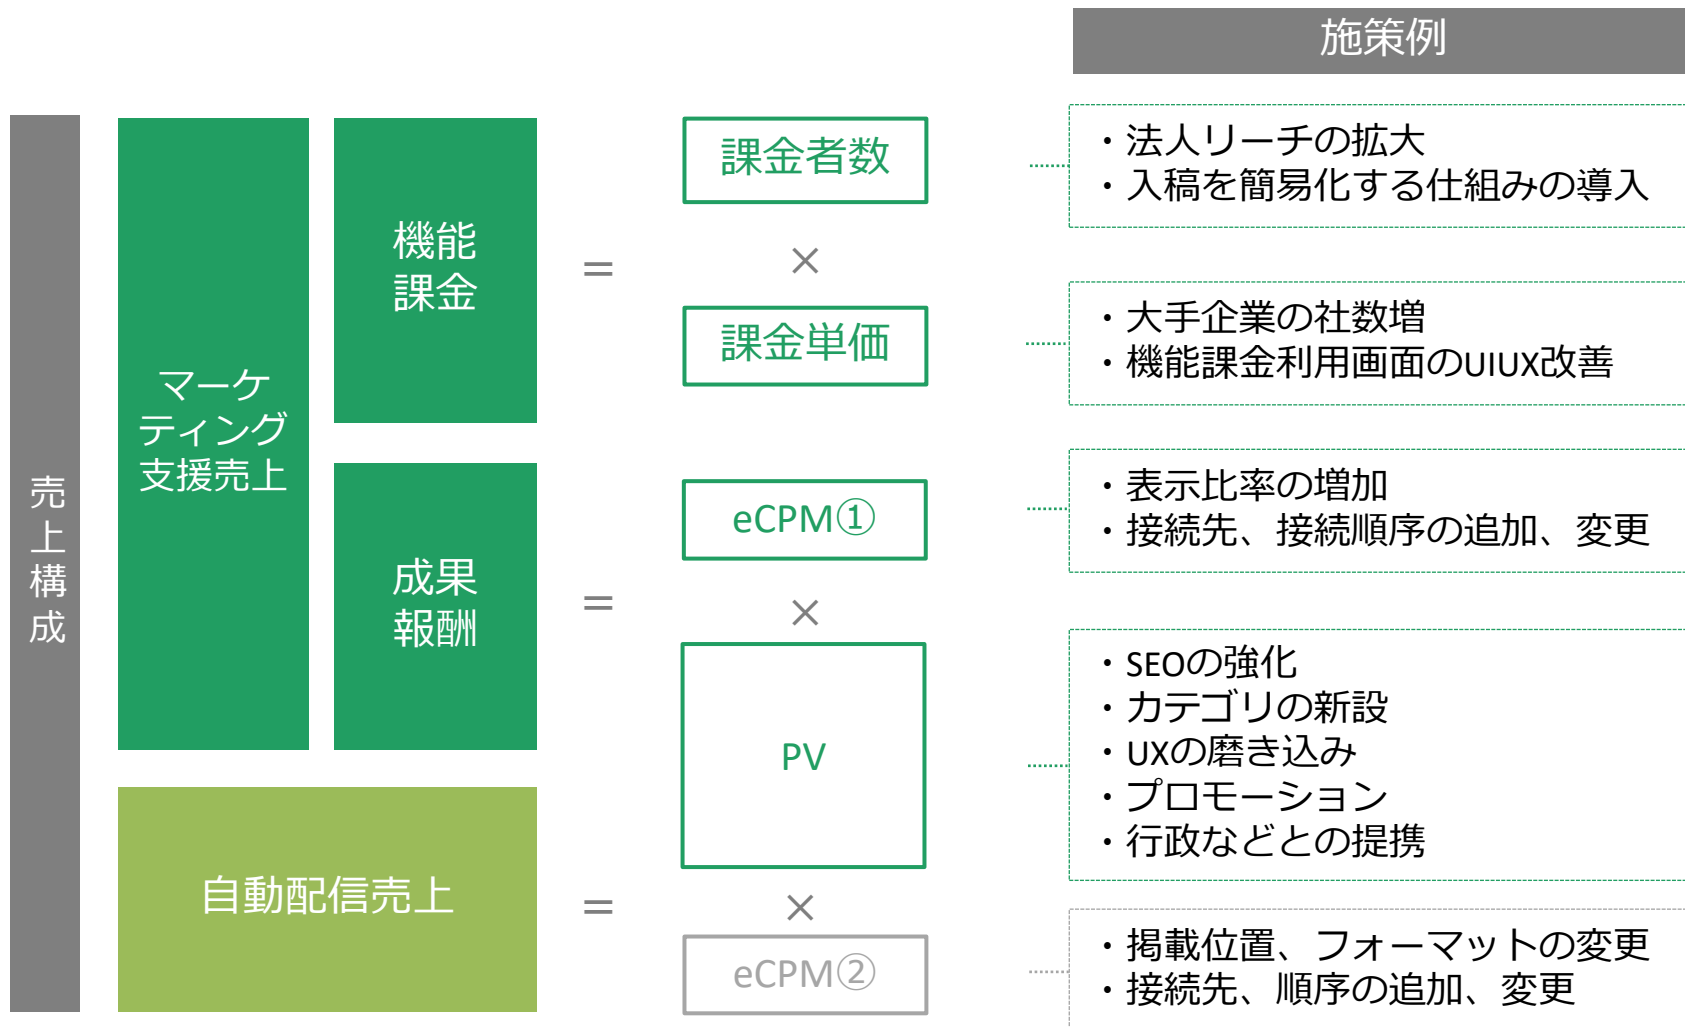 施策例
売上構成
マーケ
ティング
支援売上
機能
課金
=
課金者数
×
課金単価
・法人リーチの拡大
・入稿を簡易化する仕組みの導入
・大手企業の社数増
・機能課金利用画面のUIUX改善
成果
報酬
=
eCPM①
×
PV
・表示比率の増加
・接続先、接続順序の追加、変更
・SEOの強化
・カテゴリの新設
・UXの磨き込み
・プロモーション
・行政などとの提携
自動配信売上
=
×
eCPM②
・掲載位置、フォーマットの変更
・接続先、順序の追加、変更